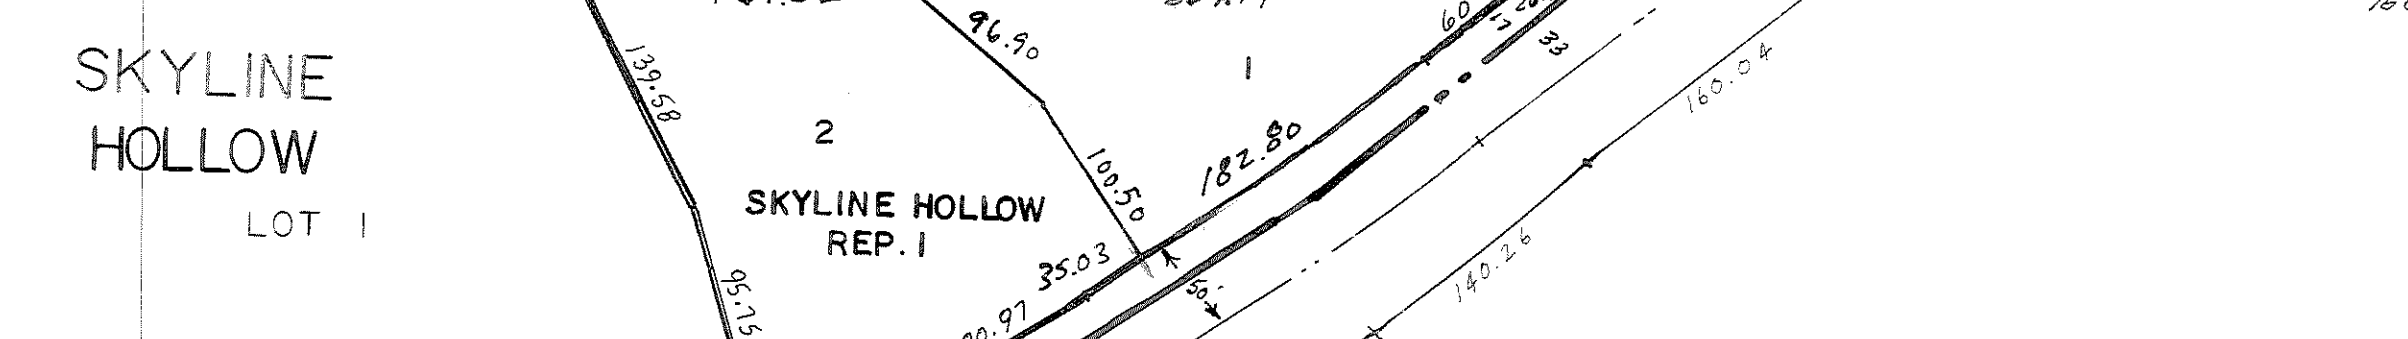 SKYLINE
HOLLOW
LOT 1
139.58
95.75
2
SKYLINE HOLLOW
REP. 1
96.90
100.50
1
182.80
35.03
50.
60
33
160.04
140.26